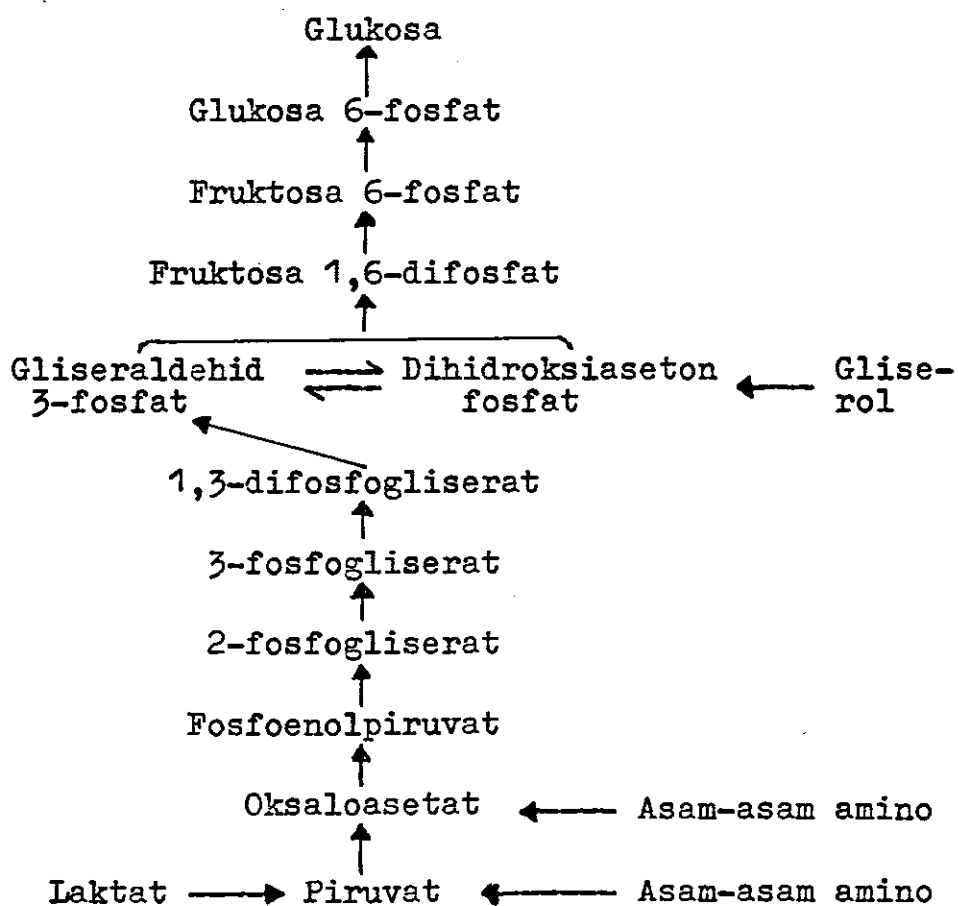 Glukosa
Glukosa 6-fosfat
Fruktosa 6-fosfat
Fruktosa 1,6-difosfat
Gliseraldehid Dihidroksiaseton Glise-
3-fosfat fosfat rol
1,3-difosfogliserat
3-fosfogliserat
2-fosfogliserat
Fosfoenolpiruvat
Oksaloasetat Asam-asam amino
Laktat Piruvat Asam-asam amino